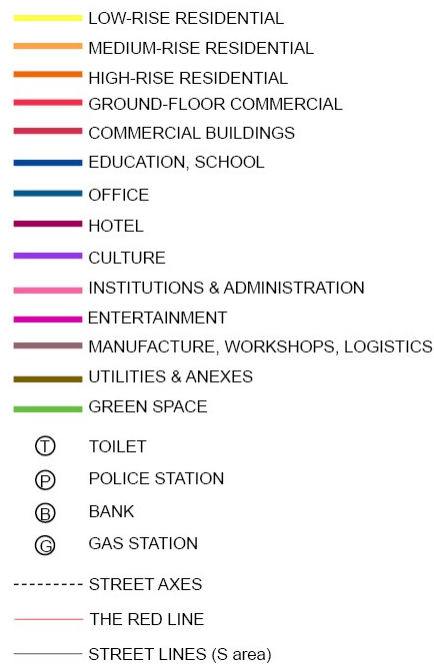 LOW-RISE RESIDENTIAL
MEDIUM-RISE RESIDENTIAL
HIGH-RISE RESIDENTIAL
GROUND-FLOOR COMMERCIAL
COMMERCIAL BUILDINGS
EDUCATION, SCHOOL
OFFICE
HOTEL
CULTURE
INSTITUTIONS & ADMINISTRATION
ENTERTAINMENT
MANUFACTURE, WORKSHOPS, LOGISTICS
UTILITIES & ANEXES
GREEN SPACE
T TOILET
P POLICE STATION
B BANK
G GAS STATION
STREET AXES
THE RED LINE
STREET LINES (S area)